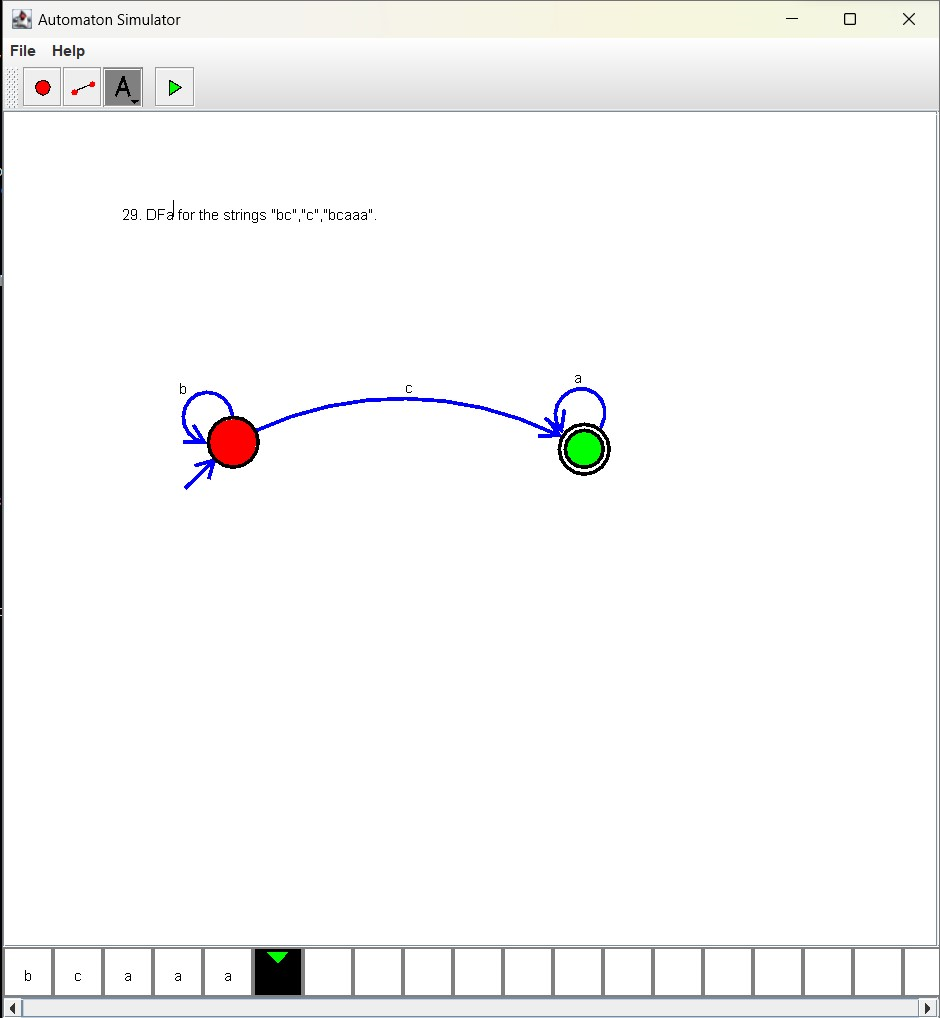 Automaton Simulator
File Help
A
29. DFa for the strings "bc","c","bcaaa".
b
c
a
b c a a a